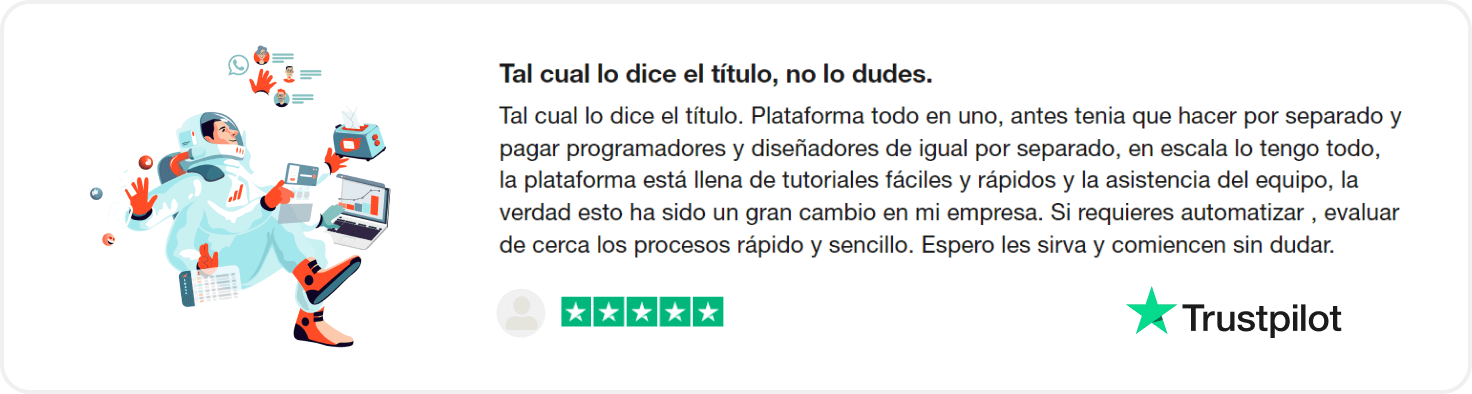 Tal cual lo dice el título, no lo dudes.
Tal cual lo dice el título. Plataforma todo en uno, antes tenia que hacer por separado y
pagar programadores y diseñadores de igual por separado, en escala lo tengo todo,
la plataforma está llena de tutoriales fáciles y rápidos y la asistencia del equipo, la
verdad esto ha sido un gran cambio en mi empresa. Si requieres automatizar , evaluar
de cerca los procesos rápido y sencillo. Espero les sirva y comiencen sin dudar.
Trustpilot